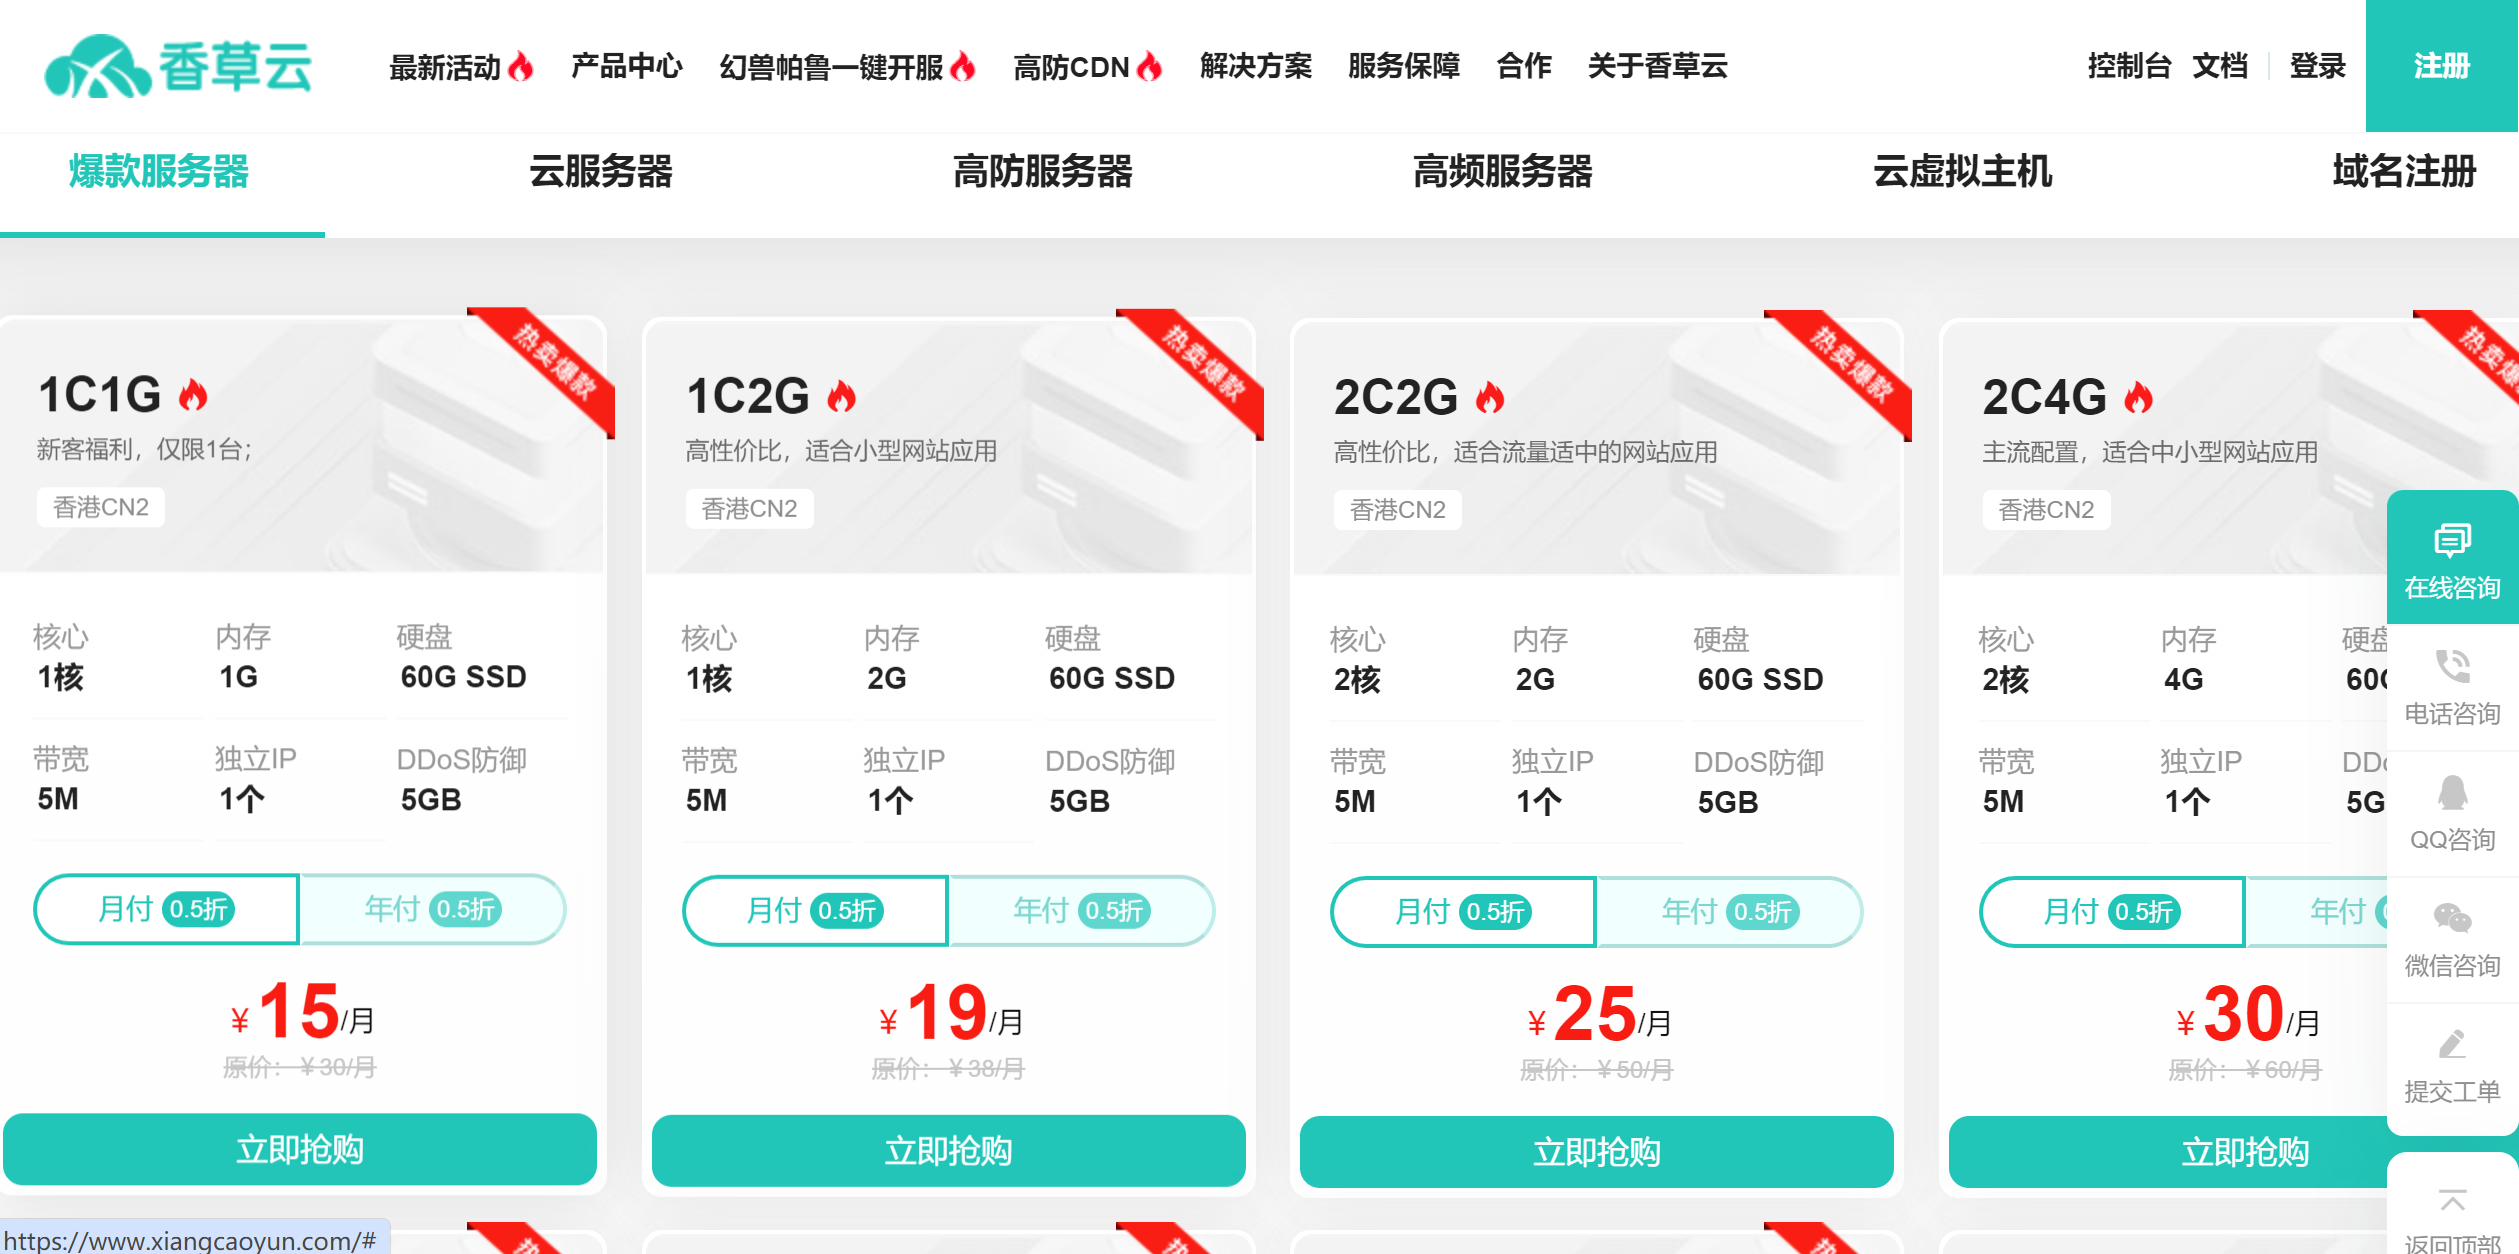 香草云
最新活动 产品中心 幻兽帕鲁一键开服 高防CDN 解决方案 服务保障 合作 关于香草云 控制台 文档 登录 注册
爆款服务器 云服务器 高防服务器 高频服务器 云虚拟主机 域名注册
热卖爆款
1C1G
新客福利，仅限1台；
香港CN2
核心 内存 硬盘
1核 1G 60G SSD
带宽 独立IP DDoS防御
5M 1个 5GB
月付 0.5折 年付 0.5折
¥15/月
原价：¥30/月
立即抢购
热卖爆款
1C2G
高性价比，适合小型网站应用
香港CN2
核心 内存 硬盘
1核 2G 60G SSD
带宽 独立IP DDoS防御
5M 1个 5GB
月付 0.5折 年付 0.5折
¥19/月
原价：¥38/月
立即抢购
热卖爆款
2C2G
高性价比，适合流量适中的网站应用
香港CN2
核心 内存 硬盘
2核 2G 60G SSD
带宽 独立IP DDoS防御
5M 1个 5GB
月付 0.5折 年付 0.5折
¥25/月
原价：¥50/月
立即抢购
热卖爆
2C4G
主流配置，适合中小型网站应用
香港CN2
核心 内存 硬盘
2核 4G 60
带宽 独立IP DD
5M 1个 5G
月付 0.5折 年付
¥30/月
原价：¥60/月
立即抢购
在线咨询
电话咨询
QQ咨询
微信咨询
提交工单
返回顶部
https://www.xiangcaoyun.com/#